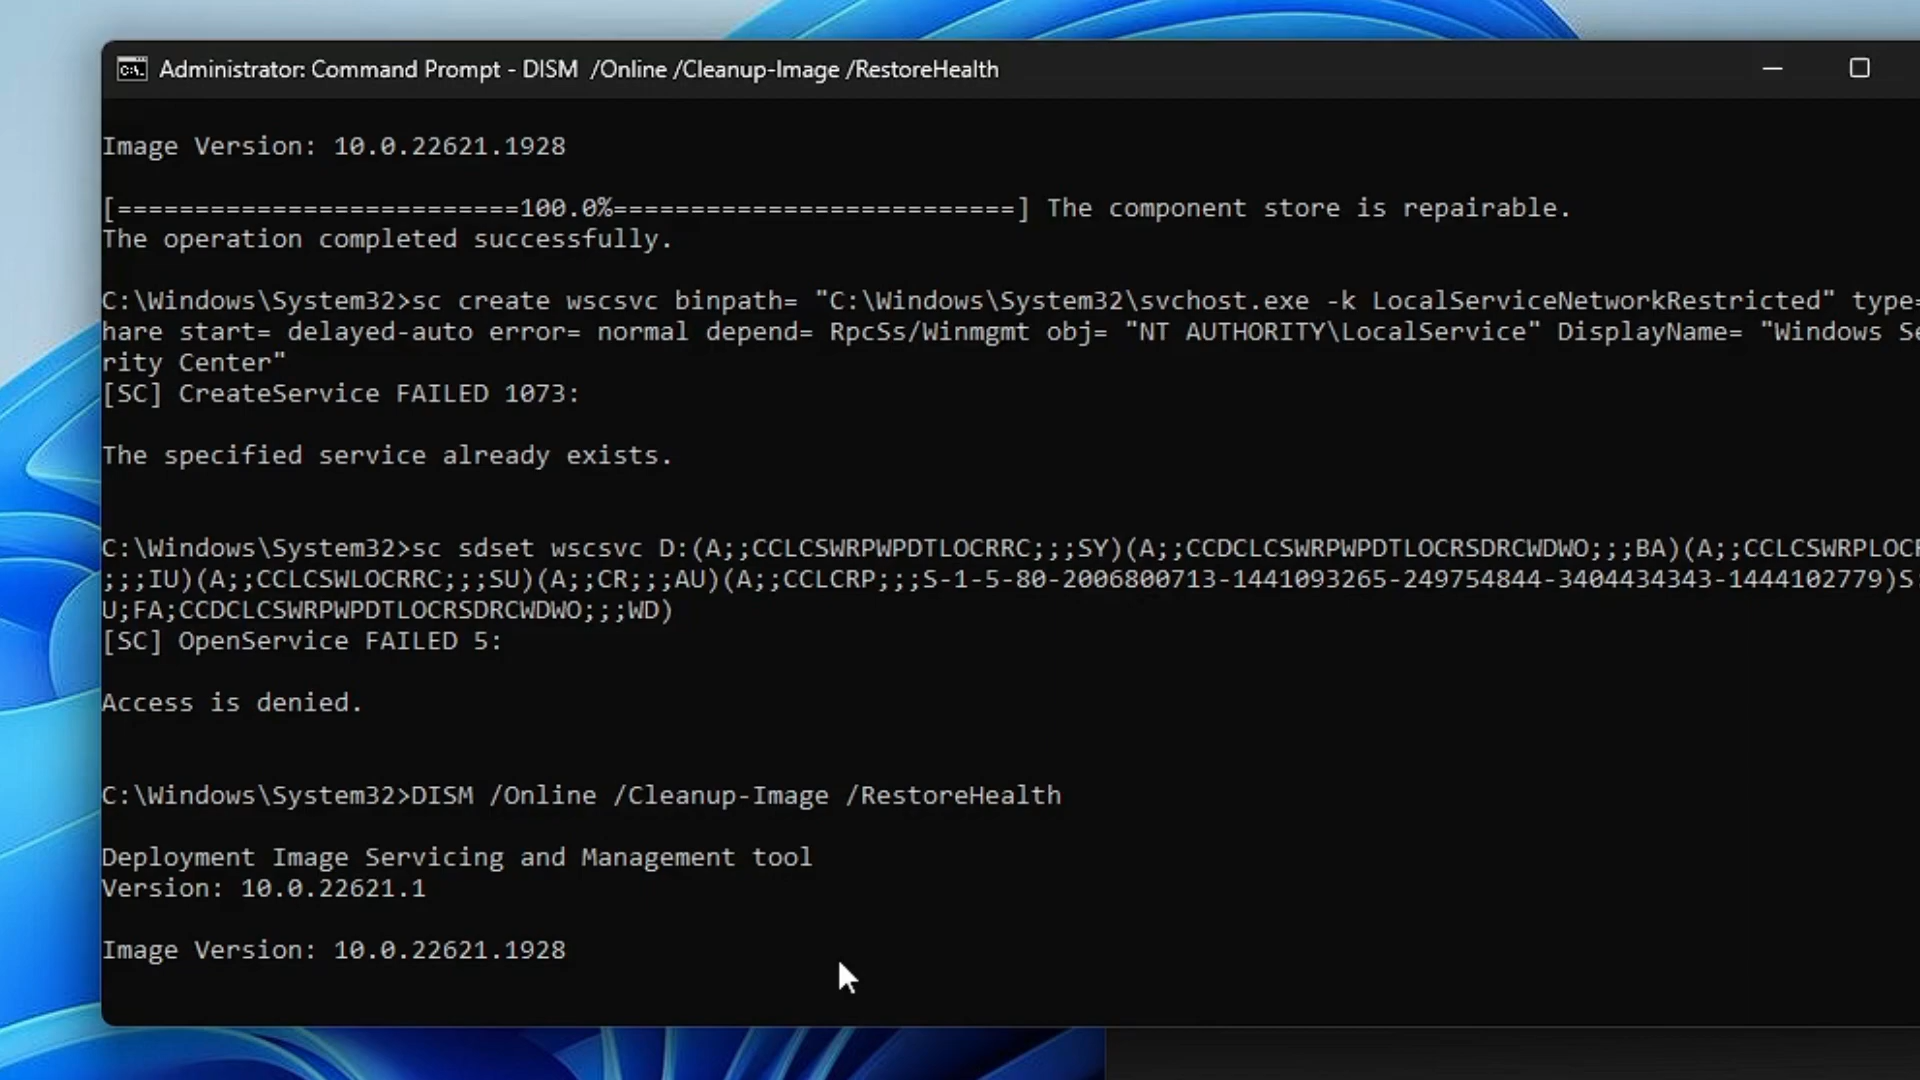 Administrator: Command Prompt - DISM  /Online /Cleanup-Image /RestoreHealth
Image Version: 10.0.22621.1928
[==========================100.0%==========================] The component store is repairable.
The operation completed successfully.
C:\Windows\System32>sc create wscsvc binpath= "C:\Windows\System32\svchost.exe -k LocalServiceNetworkRestricted" type=
hare start= delayed-auto error= normal depend= RpcSs/Winmgmt obj= "NT AUTHORITY\LocalService" DisplayName= "Windows Se
rity Center"
[SC] CreateService FAILED 1073:
The specified service already exists.
C:\Windows\System32>sc sdset wscsvc D:(A;;CCLCSWRPWPDTLOCRRC;;;SY)(A;;CCDCLCSWRPWPDTLOCRSDRCWDWO;;;BA)(A;;CCLCSWRPLOCR
;;;IU)(A;;CCLCSWLOCRRC;;;SU)(A;;CR;;;AU)(A;;CCLCRP;;;S-1-5-80-2006800713-1441093265-249754844-3404434343-1444102779)S
U;FA;CCDCLCSWRPWPDTLOCRSDRCWDWO;;;WD)
[SC] OpenService FAILED 5:
Access is denied.
C:\Windows\System32>DISM /Online /Cleanup-Image /RestoreHealth
Deployment Image Servicing and Management tool
Version: 10.0.22621.1
Image Version: 10.0.22621.1928